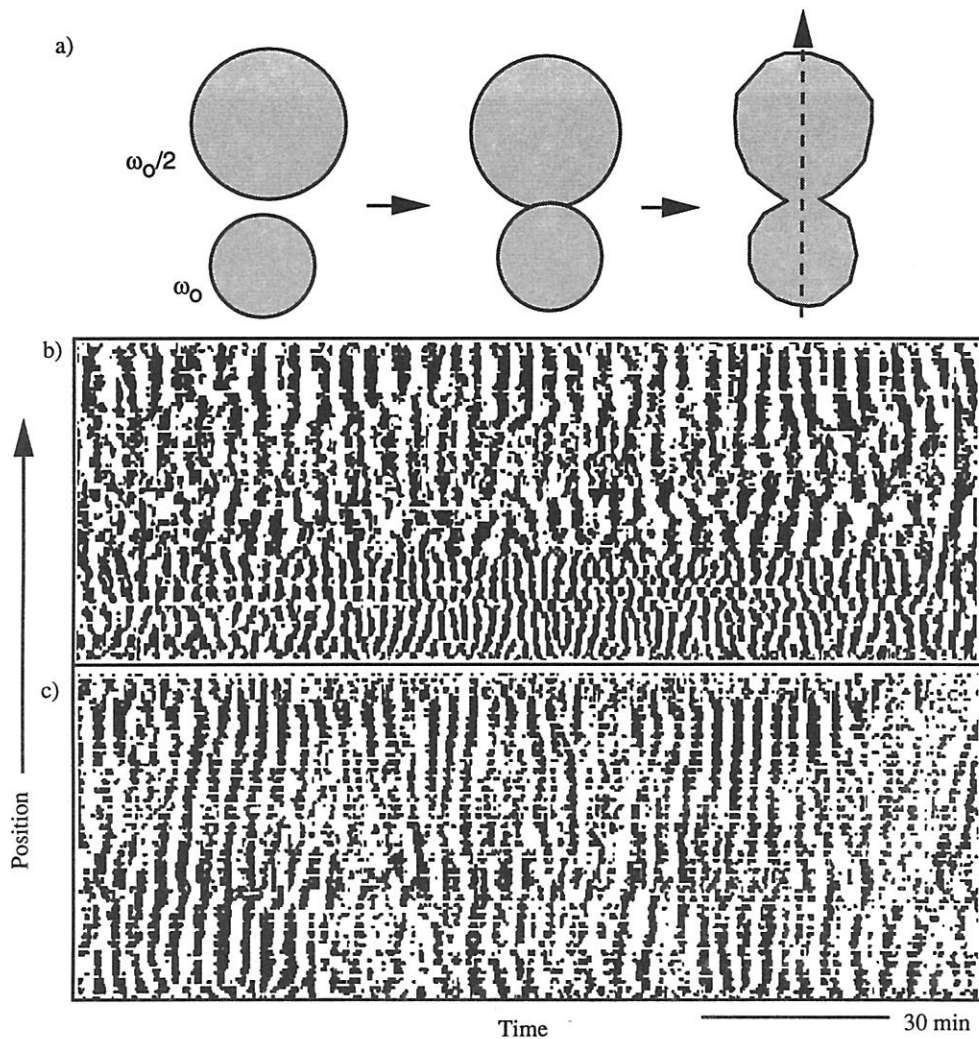 a)
ω₀/2
ω₀
b)
c)
Position
Time
30 min